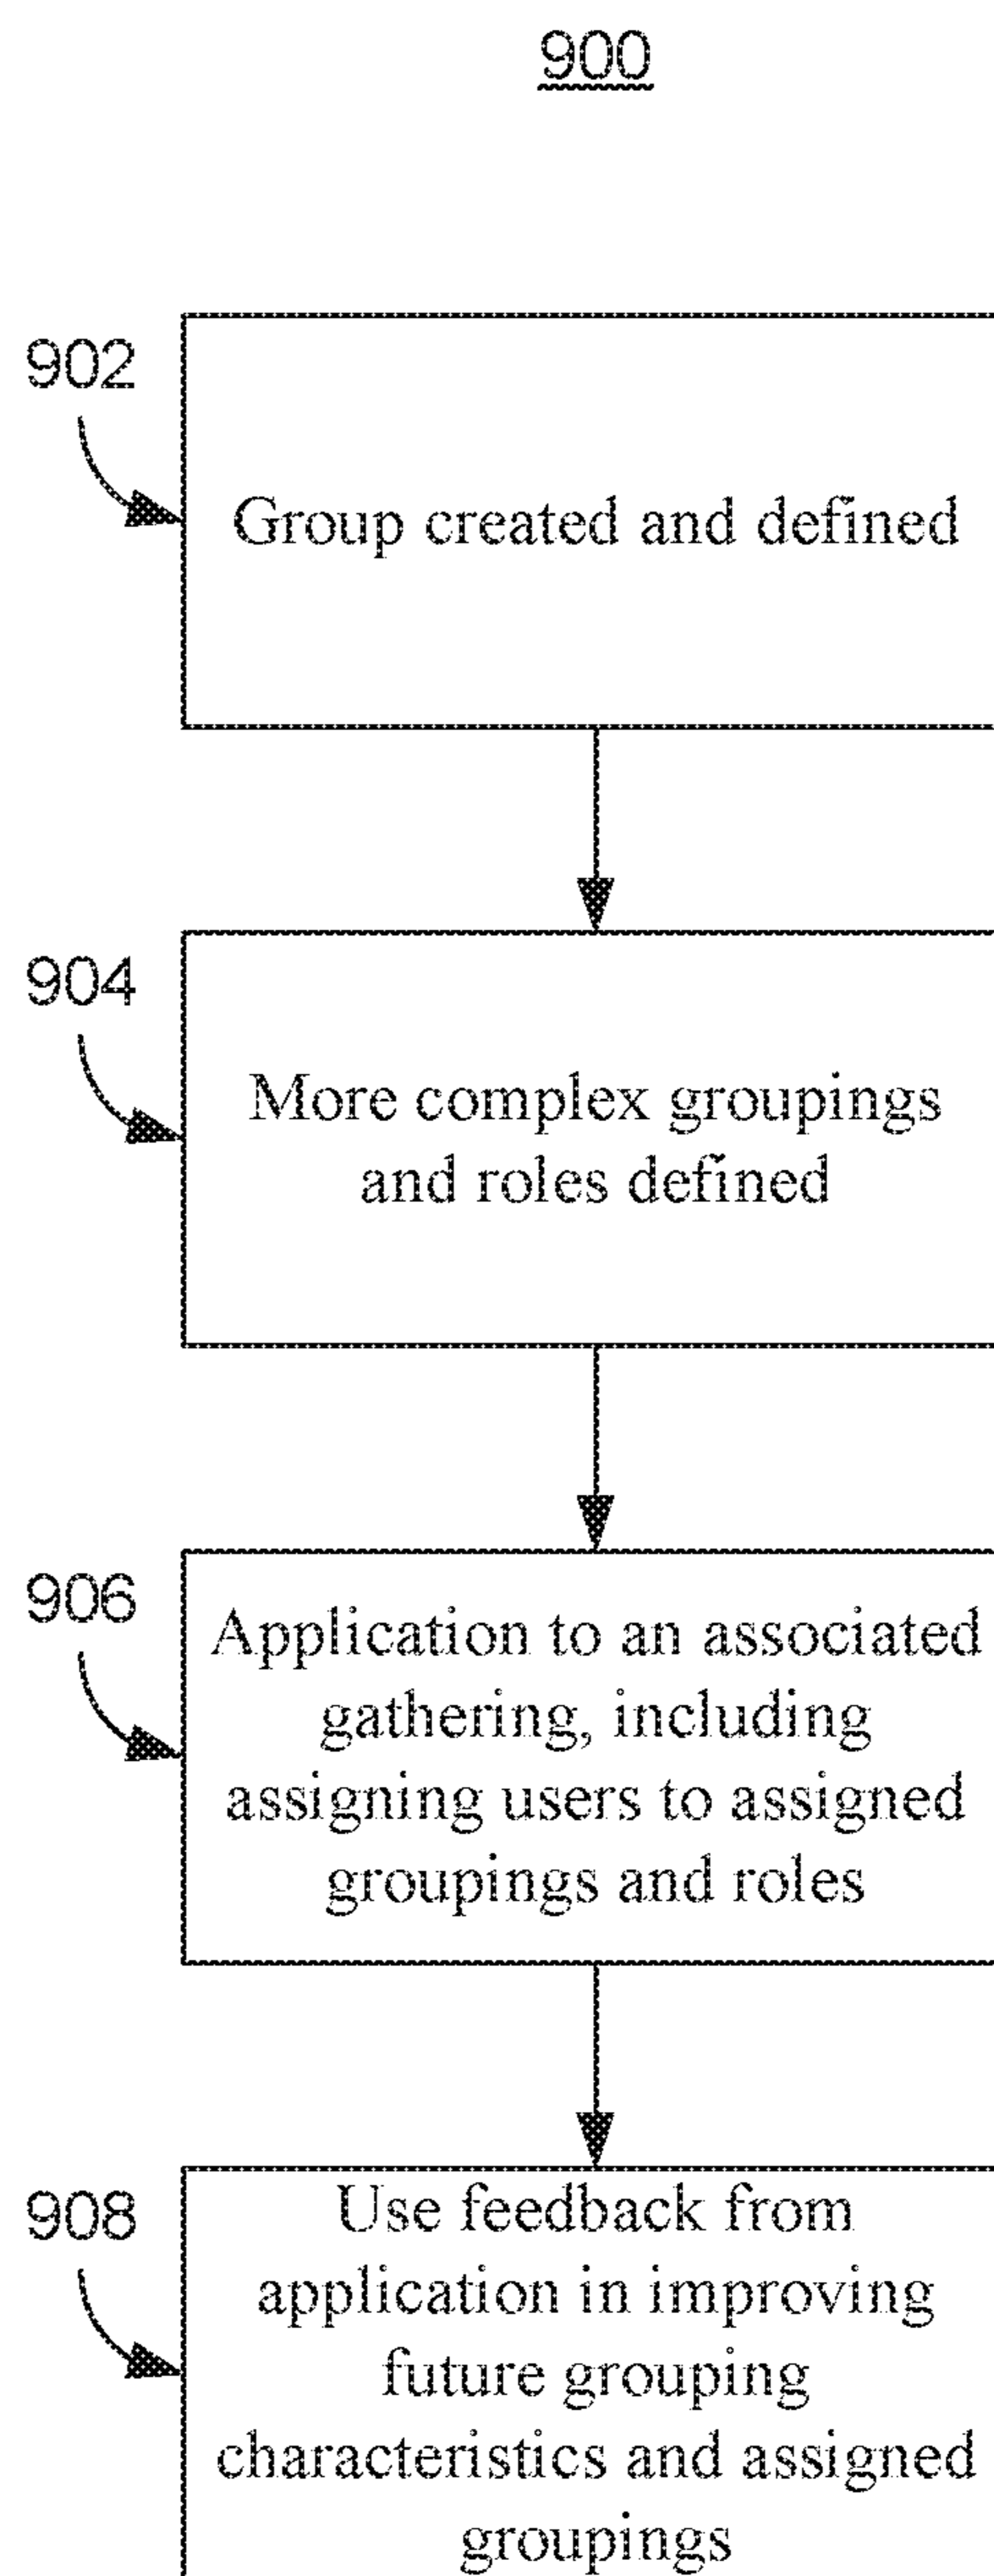 900
902
Group created and defined
904
More complex groupings
and roles defined
906
Application to an associated
gathering, including
assigning users to assigned
groupings and roles
908
Use feedback from
application in improving
future grouping
characteristics and assigned
groupings